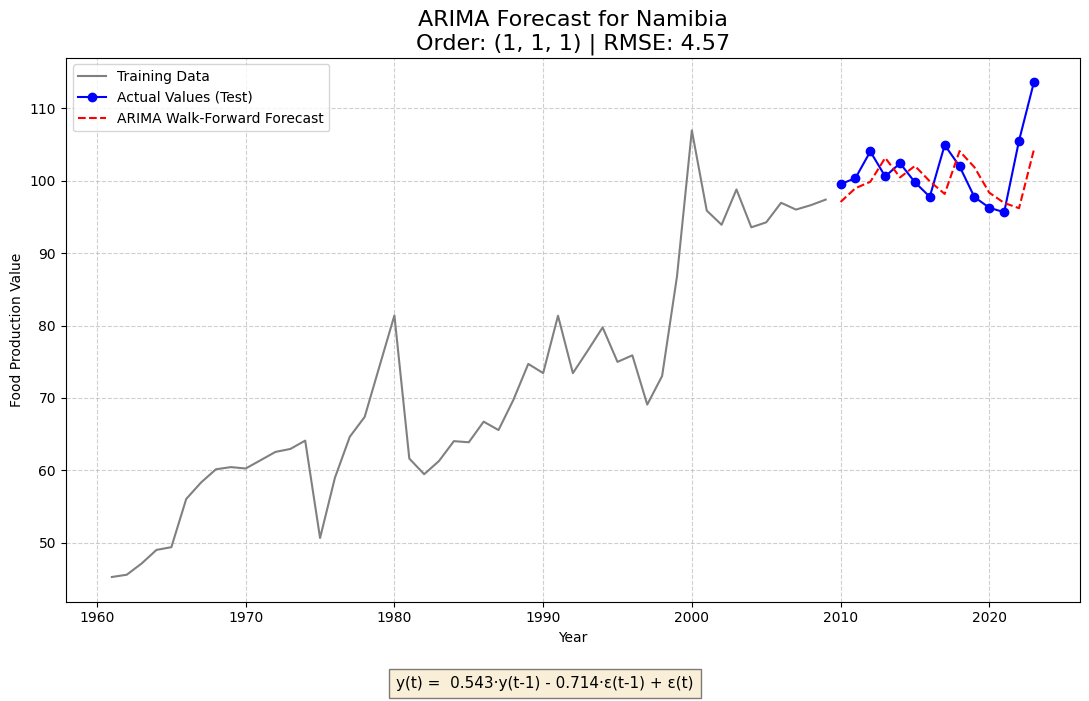 ARIMA Forecast for Namibia
Order: (1, 1, 1) | RMSE: 4.57
Training Data
Actual Values (Test)
ARIMA Walk-Forward Forecast
Food Production Value
110
100
90
80
70
60
50
1960 1970 1980 1990 2000 2010 2020
Year
y(t) = 0.543·y(t-1) - 0.714·ε(t-1) + ε(t)